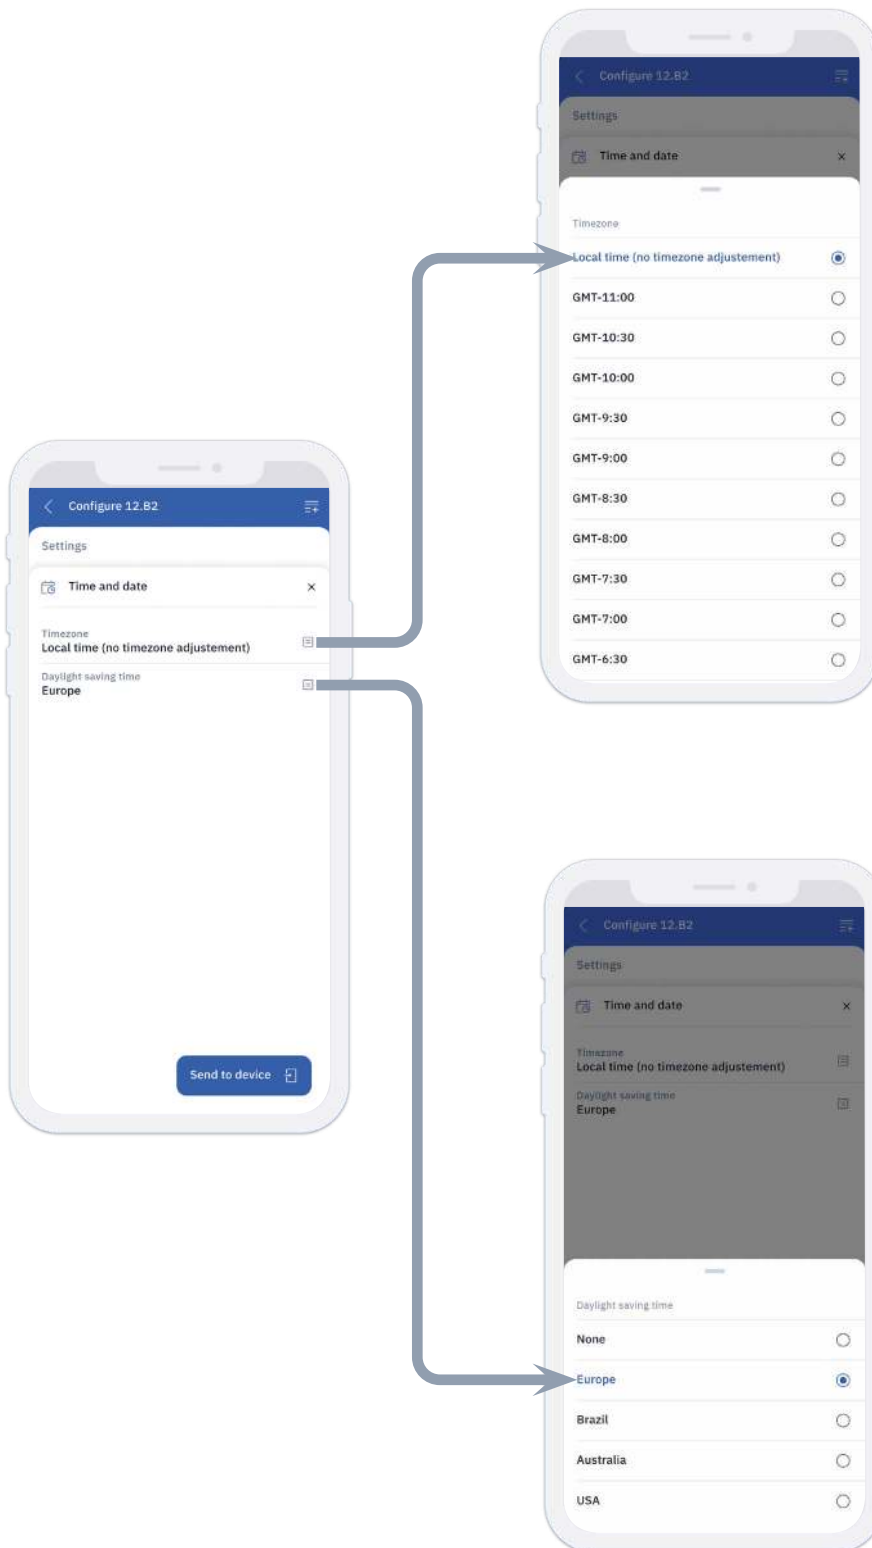 Configure 12.B2
Settings
Time and date
Timezone
Local time (no timezone adjustement)
GMT-11:00
GMT-10:30
GMT-10:00
GMT-9:30
GMT-9:00
GMT-8:30
GMT-8:00
GMT-7:30
GMT-7:00
GMT-6:30
Configure 12.B2
Settings
Time and date
Timezone
Local time (no timezone adjustement)
Daylight saving time
Europe
Send to device
Configure 12.B2
Settings
Time and date
Timezone
Local time (no timezone adjustement)
Daylight saving time
Europe
Daylight saving time
None
Europe
Brazil
Australia
USA